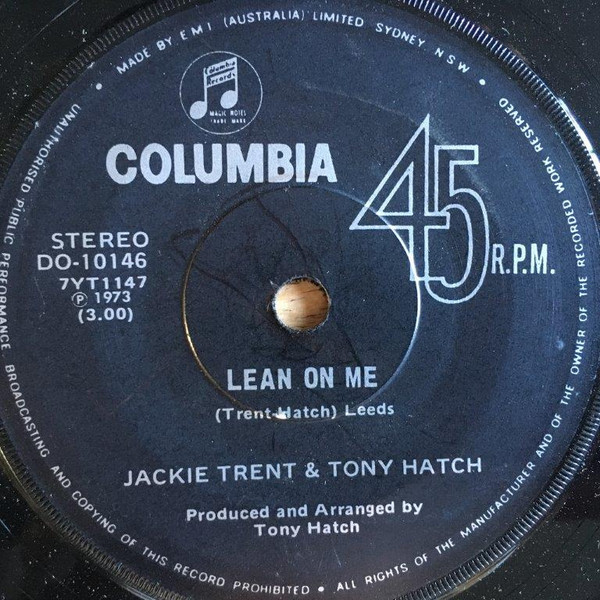 • MADE BY E M I (AUSTRALIA) LIMITED SYDNEY N S W •
Columbia
Records
MAGIC NOTES
TRADE MARK
COLUMBIA
45 R.P.M.
STEREO
DO-10146
7YT1147
Ⓟ 1973
(3.00)
LEAN ON ME
(Trent-Hatch) Leeds
JACKIE TRENT & TONY HATCH
Produced and Arranged by
Tony Hatch
UNAUTHORISED PUBLIC PERFORMANCE BROADCASTING AND COPYING OF THIS RECORD PROHIBITED • ALL RIGHTS OF THE MANUFACTURER AND OF THE OWNER OF THE RECORDED WORK RESERVED